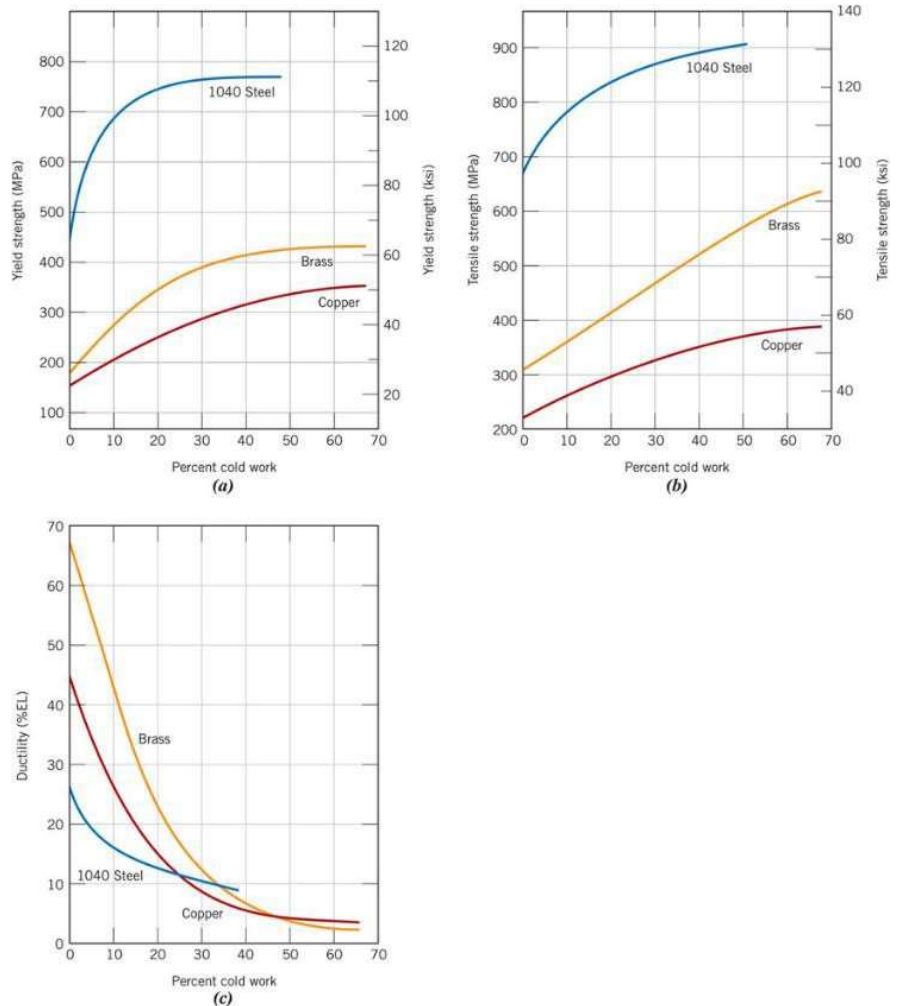 800
700
600
500
400
300
200
100
Yield strength (MPa)
120
100
80
60
40
20
Yield strength (ksi)
1040 Steel
Brass
Copper
0 10 20 30 40 50 60 70
Percent cold work
(a)
900
800
700
600
500
400
300
200
Tensile strength (MPa)
140
120
100
80
60
40
Tensile strength (ksi)
1040 Steel
Brass
Copper
0 10 20 30 40 50 60 70
Percent cold work
(b)
70
60
50
40
30
20
10
0
Ductility (%EL)
Brass
1040 Steel
Copper
0 10 20 30 40 50 60 70
Percent cold work
(c)